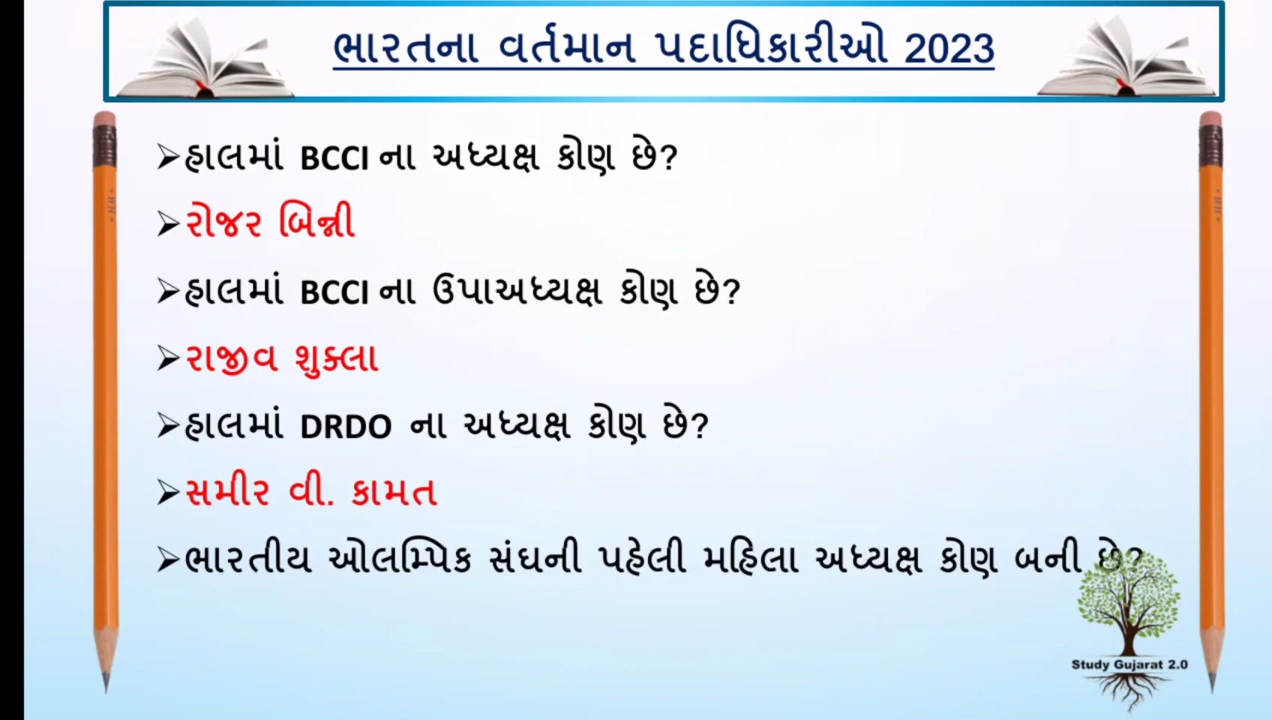 ભારતના વર્તમાન પદાધિકારીઓ 2023
➢હાલમાં BCCI ના અધ્યક્ષ કોણ છે?
➢રોજર બિન્ની
➢હાલમાં BCCI ના ઉપાઅધ્યક્ષ કોણ છે?
➢રાજીવ શુક્લા
➢હાલમાં DRDO ના અધ્યક્ષ કોણ છે?
➢સમીર વી. કામત
➢ભારતીય ઓલમ્પિક સંઘની પહેલી મહિલા અધ્યક્ષ કોણ બની છે?
Study Gujarat 2.0